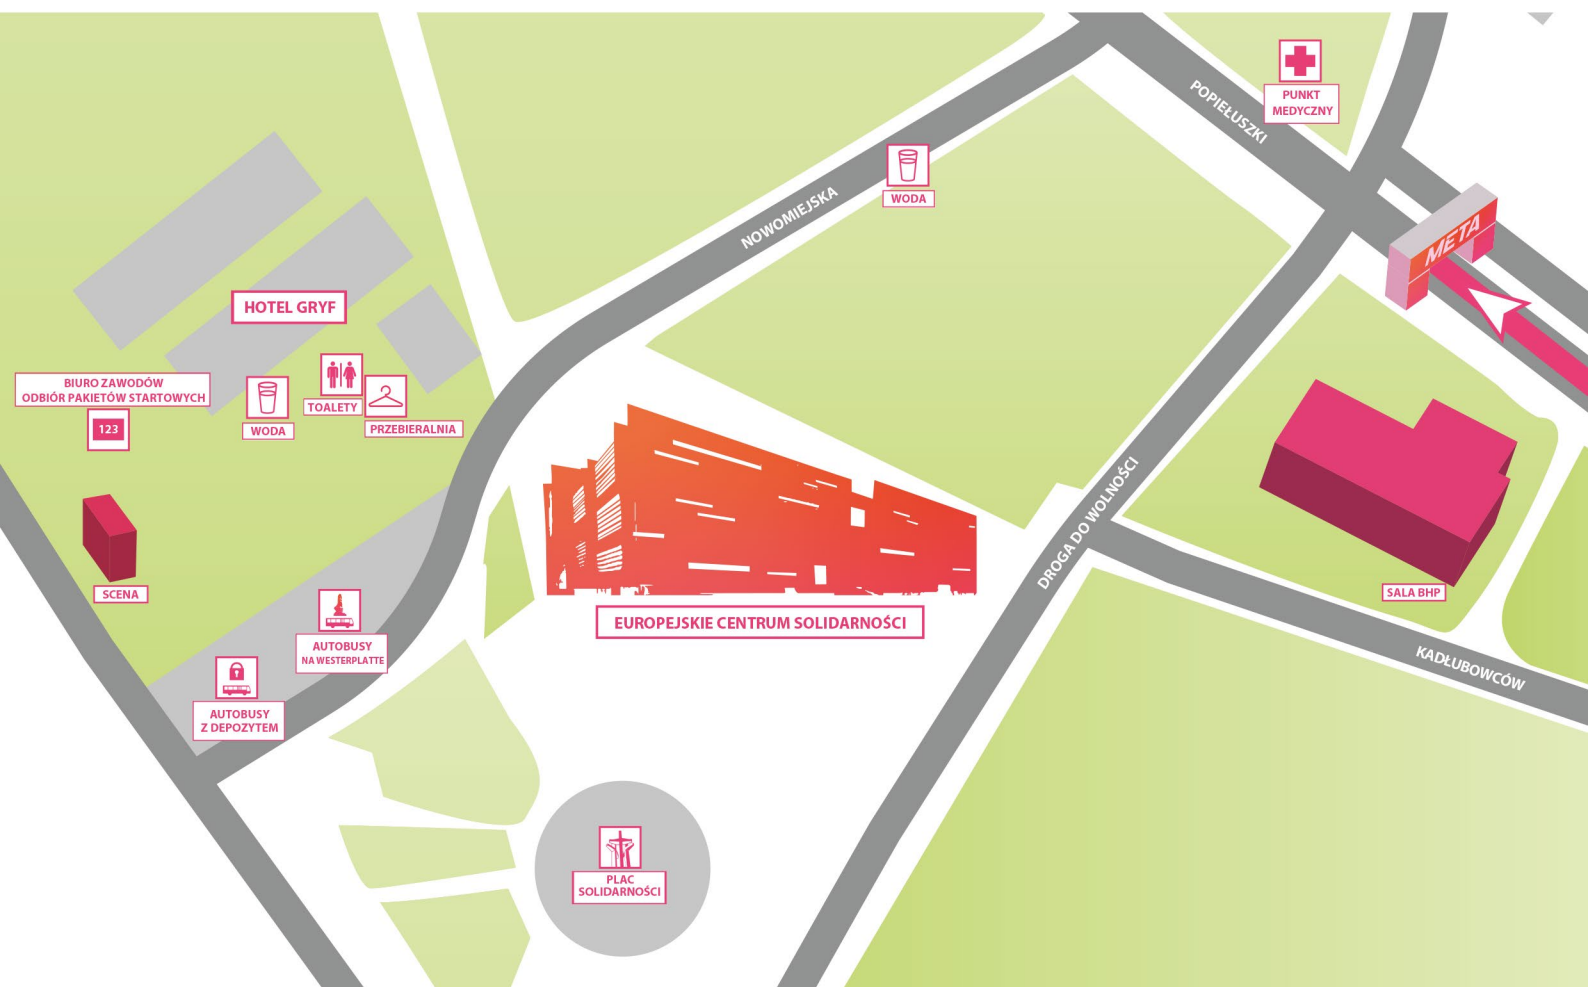 PUNKT
MEDYCZNY
POPIEŁUSZKI
WODA
NOWOMIEJSKA
META
HOTEL GRYF
BIURO ZAWODÓW
ODBIÓR PAKIETÓW STARTOWYCH
123
TOALETY
WODA
PRZEBIERALNIA
SCENA
AUTOBUSY
NA WESTERPLATTE
AUTOBUSY
Z DEPOZYTEM
EUROPEJSKIE CENTRUM SOLIDARNOŚCI
DROGA DO WOLNOŚCI
SALA BHP
KADŁUBOWCÓW
PLAC
SOLIDARNOŚCI